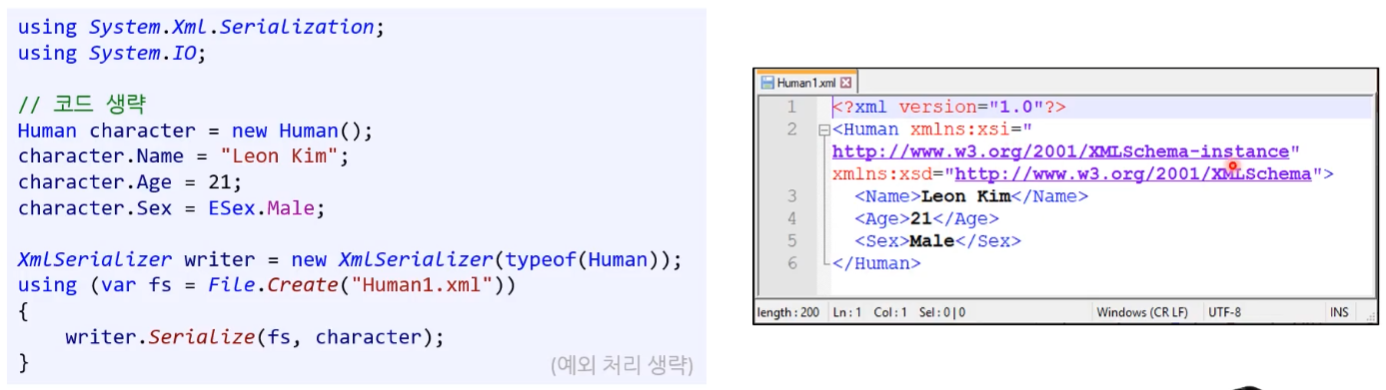 using System.Xml.Serialization;
using System.IO;
// 코드 생략
Human character = new Human();
character.Name = "Leon Kim";
character.Age = 21;
character.Sex = ESex.Male;
XmlSerializer writer = new XmlSerializer(typeof(Human));
using (var fs = File.Create("Human1.xml"))
{
writer.Serialize(fs, character);
}
(예외 처리 생략)
Human1.xml
1 <?xml version="1.0"?>
2 <Human xmlns:xsi="
http://www.w3.org/2001/XMLSchema-instance"
xmlns:xsd="http://www.w3.org/2001/XMLSchema">
3 <Name>Leon Kim</Name>
4 <Age>21</Age>
5 <Sex>Male</Sex>
6 </Human>
length : 200 Ln : 1 Col : 1 Sel : 0 | 0 Windows (CR LF) UTF-8 INS